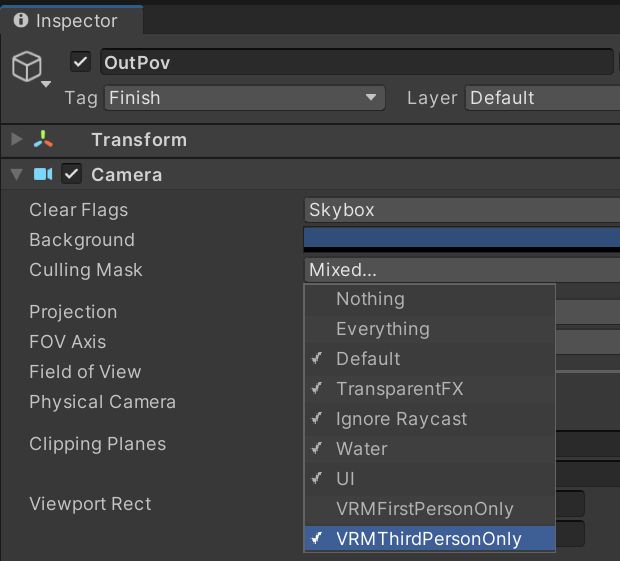 Inspector
OutPov
Tag Finish Layer Default
Transform
Camera
Clear Flags Skybox
Background
Culling Mask Mixed...
Nothing
Projection
Everything
FOV Axis
Default
Field of View
TransparentFX
Physical Camera
Ignore Raycast
Clipping Planes
Water
UI
Viewport Rect
VRMFirstPersonOnly
VRMThirdPersonOnly